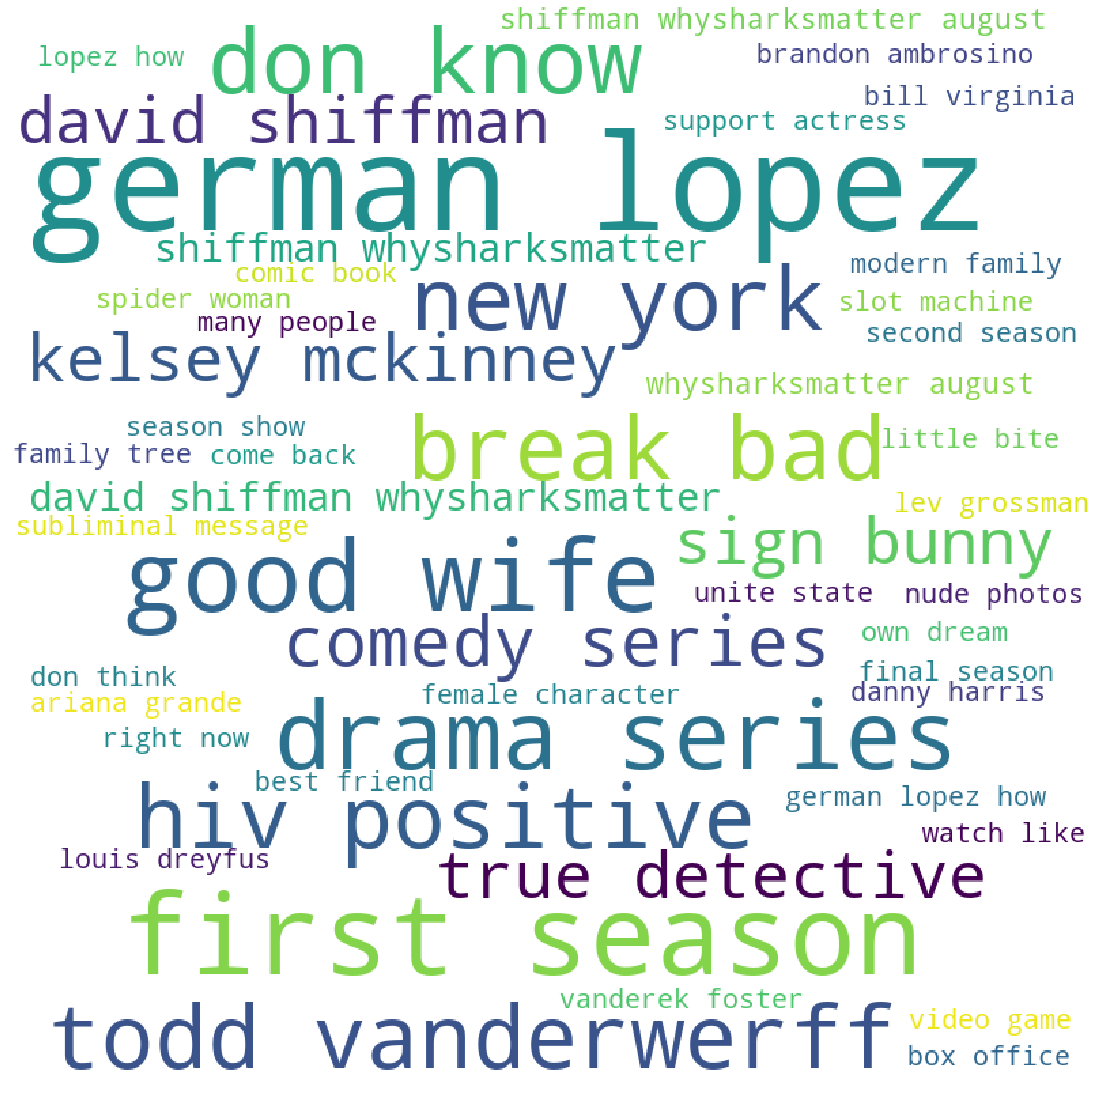 shiffman whysharksmatter august
lopez how
don know
brandon ambrosino
bill virginia
david shiffman
support actress
german lopez
shiffman whysharksmatter
modern family
comic book
spider woman
new york
slot machine
many people
second season
kelsey mckinney
whysharksmatter august
season show
break bad
little bite
family tree
come back
david shiffman whysharksmatter
lev grossman
subliminal message
sign bunny
good wife
unite state
nude photos
comedy series
own dream
don think
final season
ariana grande
female character
danny harris
right now
drama series
best friend
hiv positive
german lopez how
watch like
louis dreyfus
true detective
first season
vanderek foster
todd vanderwerff
video game
box office